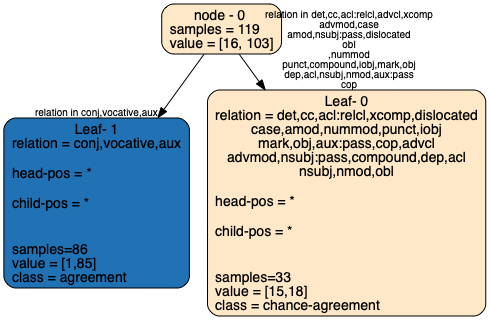 node - 0
samples = 119
value = [16, 103]
relation in det,cc,acl:relcl,advcl,xcomp
advmod,case
amod,nsubj:pass,dislocated
obl
,nummod
punct,compound,iobj,mark,obj
dep,acl,nsubj,nmod,aux:pass
cop
relation in conj,vocative,aux
Leaf- 1
relation = conj,vocative,aux
head-pos = *
child-pos = *
samples=86
value = [1,85]
class = agreement
Leaf- 0
relation = det,cc,acl:relcl,xcomp,dislocated
case,amod,nummod,punct,iobj
mark,obj,aux:pass,cop,advcl
advmod,nsubj:pass,compound,dep,acl
nsubj,nmod,obl
head-pos = *
child-pos = *
samples=33
value = [15,18]
class = chance-agreement